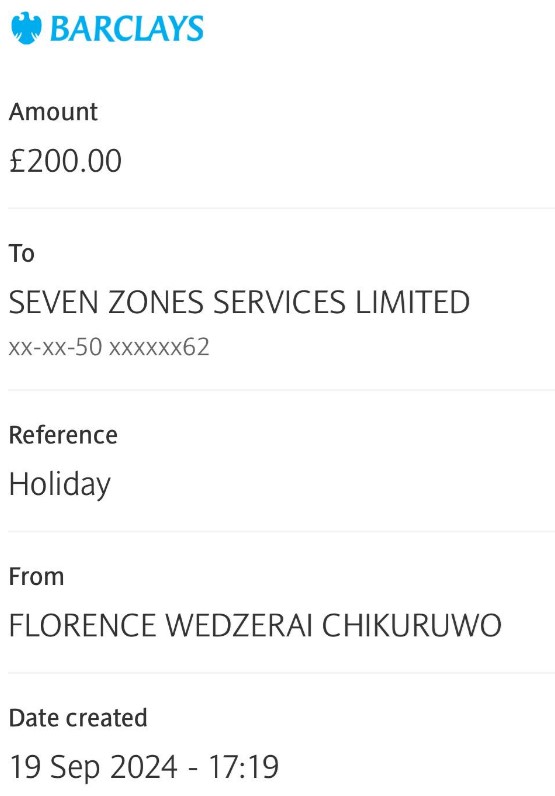 BARCLAYS
Amount
£200.00
To
SEVEN ZONES SERVICES LIMITED
xx-xx-50 xxxxxx62
Reference
Holiday
From
FLORENCE WEDZERAI CHIKURUWO
Date created
19 Sep 2024 - 17:19